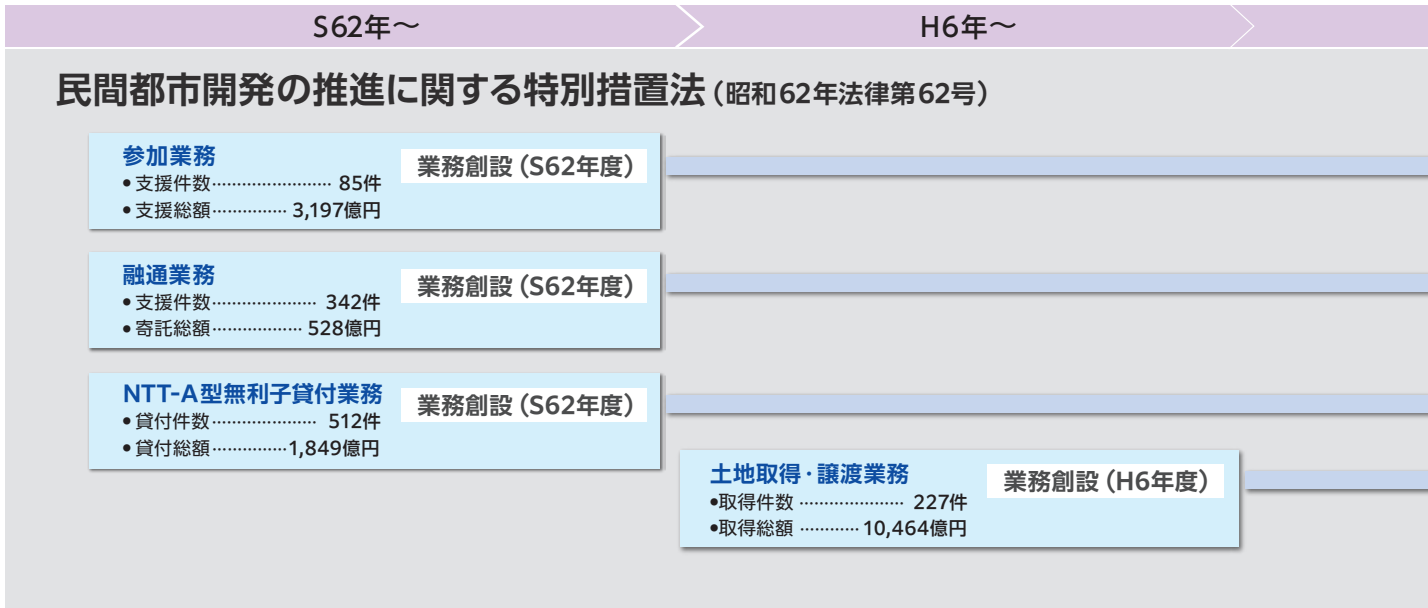 S62年～
H6年～
民間都市開発の推進に関する特別措置法（昭和62年法律第62号）
参加業務
業務創設（S62年度）
●支援件数…………………… 85件
●支援総額…………… 3,197億円
融通業務
業務創設（S62年度）
●支援件数………………… 342件
●寄託総額……………… 528億円
NTT-A型無利子貸付業務
業務創設（S62年度）
●貸付件数………………… 512件
●貸付総額……………1,849億円
土地取得・譲渡業務
業務創設（H6年度）
●取得件数 ………………… 227件
●取得総額 ………… 10,464億円